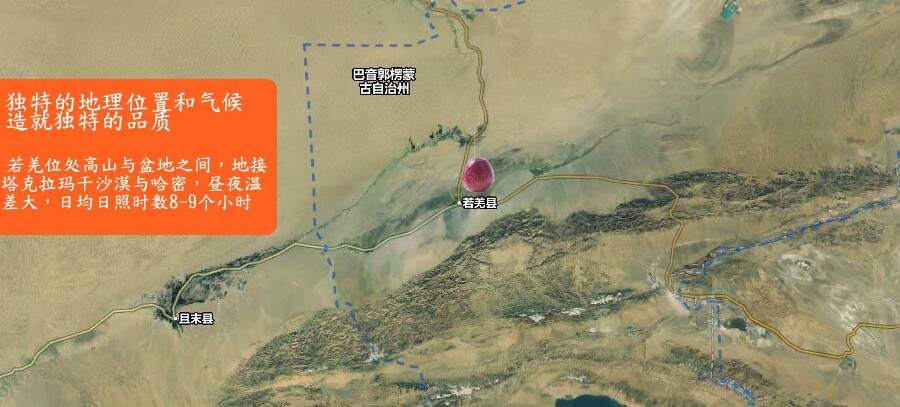 独特的地理位置和气候
造就独特的品质
若羌位处高山与盆地之间，地接
塔克拉玛干沙漠与哈密，昼夜温
差大，日均日照时数8-9个小时
巴音郭楞蒙
古自治州
若羌县
且末县